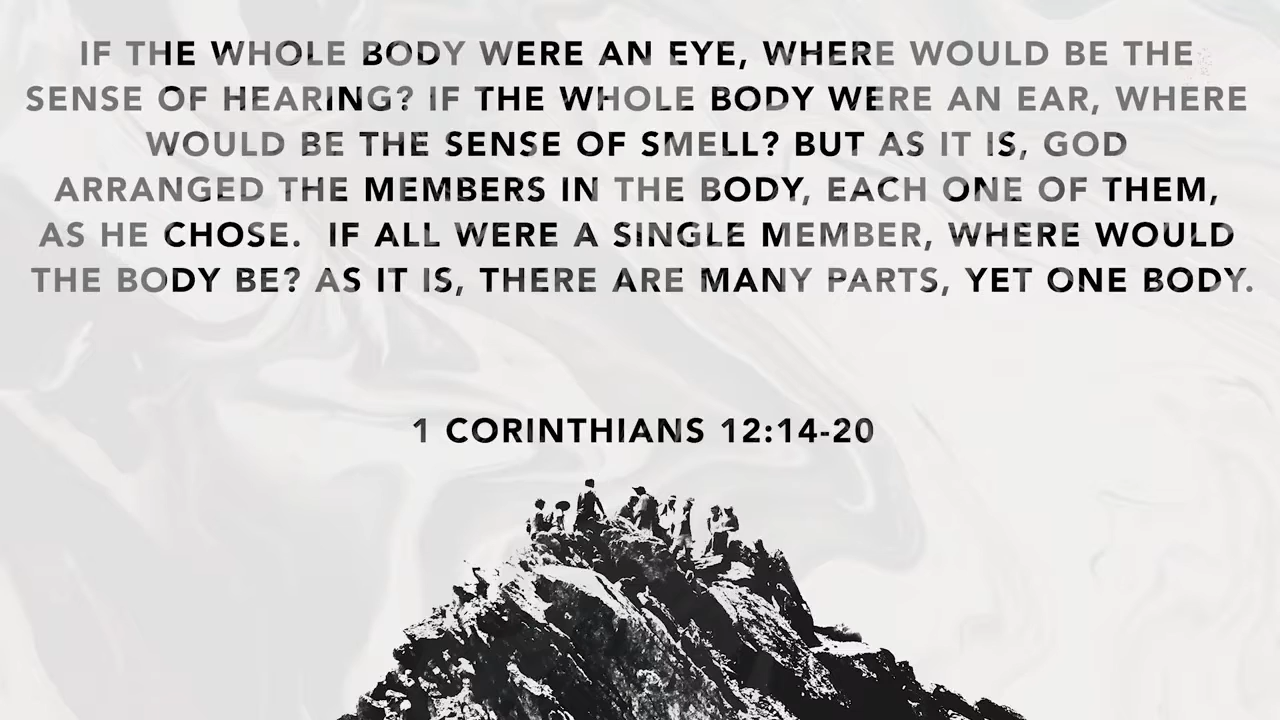 IF THE WHOLE BODY WERE AN EYE, WHERE WOULD BE THE
SENSE OF HEARING? IF THE WHOLE BODY WERE AN EAR, WHERE
WOULD BE THE SENSE OF SMELL? BUT AS IT IS, GOD
ARRANGED THE MEMBERS IN THE BODY, EACH ONE OF THEM,
AS HE CHOSE.  IF ALL WERE A SINGLE MEMBER, WHERE WOULD
THE BODY BE? AS IT IS, THERE ARE MANY PARTS, YET ONE BODY.
1 CORINTHIANS 12:14-20